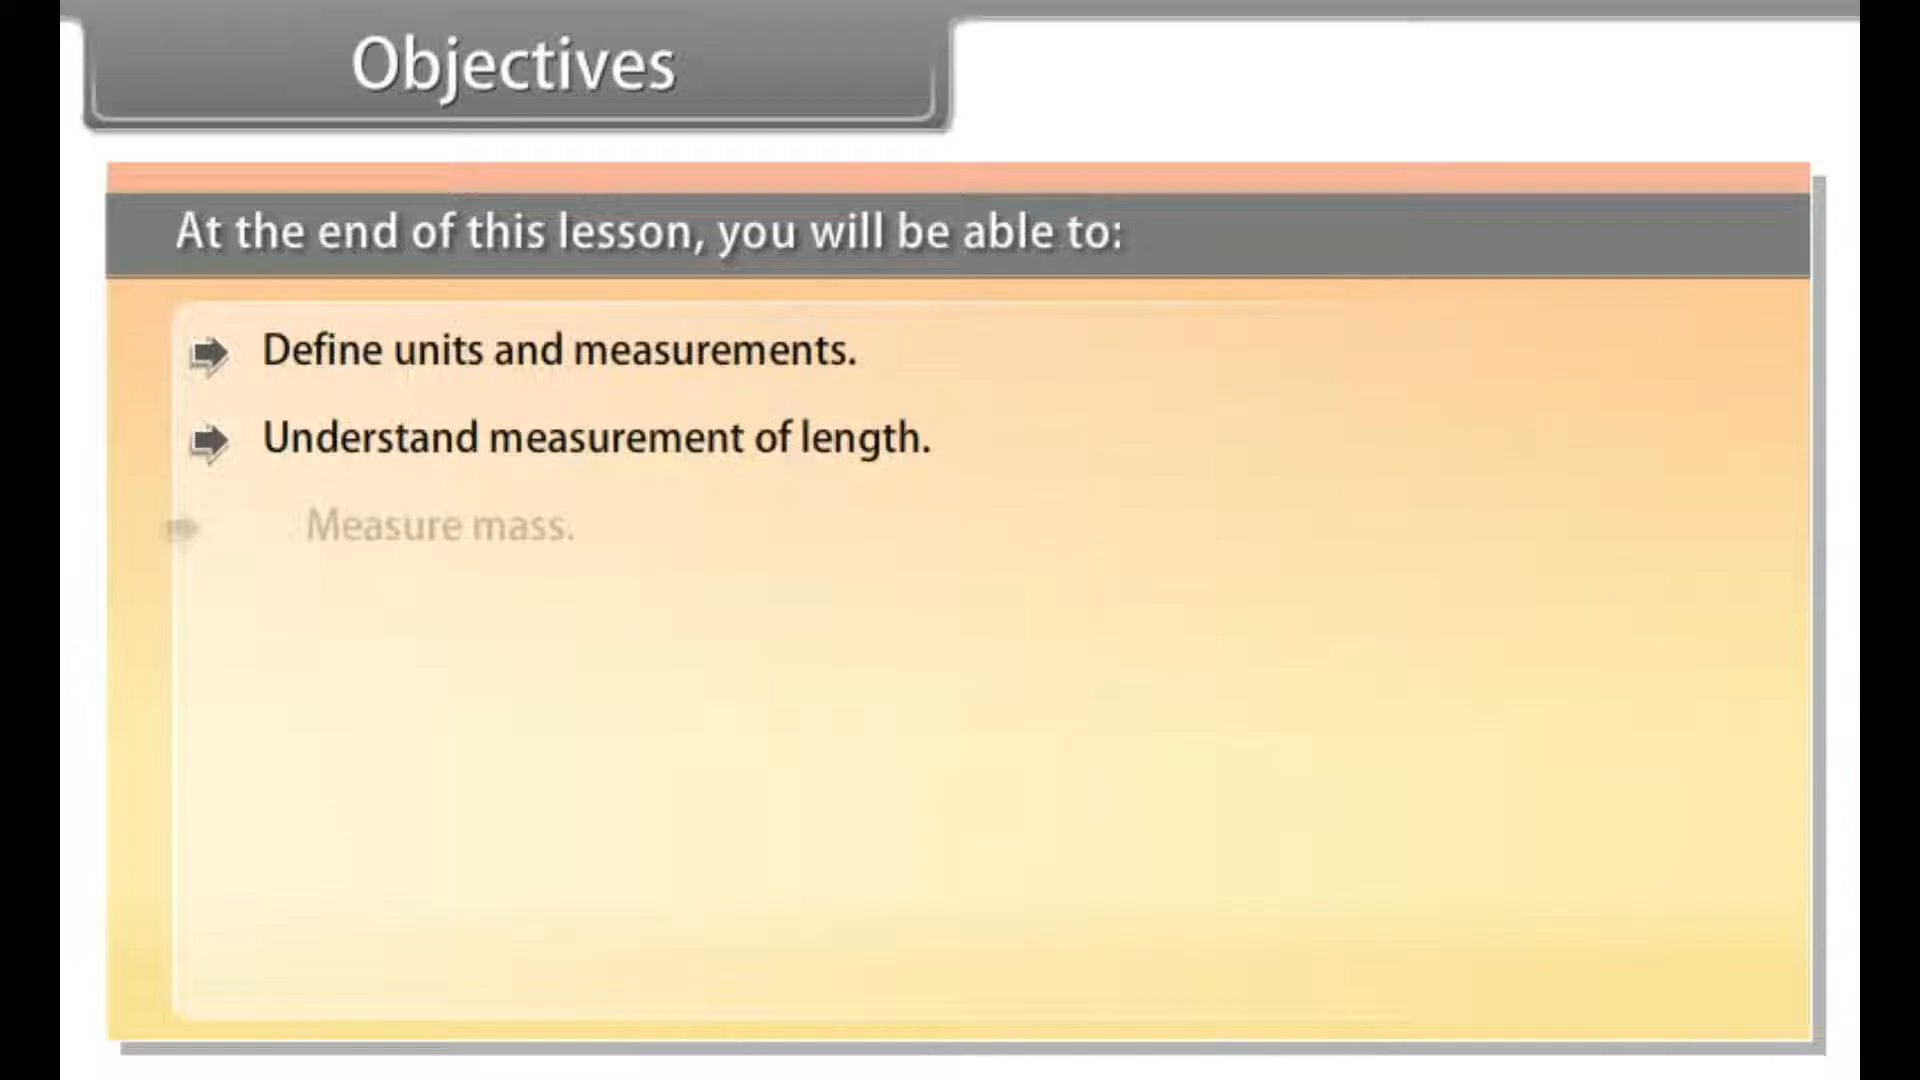 Objectives
At the end of this lesson, you will be able to:
Define units and measurements.
Understand measurement of length.
Measure mass.